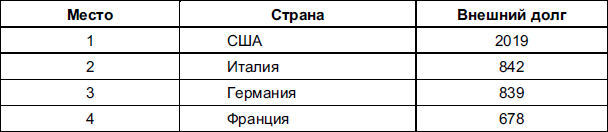 Место Страна Внешний долг
1 США 2019
2 Италия 842
3 Германия 839
4 Франция 678